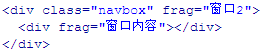 <div class="navbox" frag="窗口2">
  <div frag="窗口内容"></div>
</div>